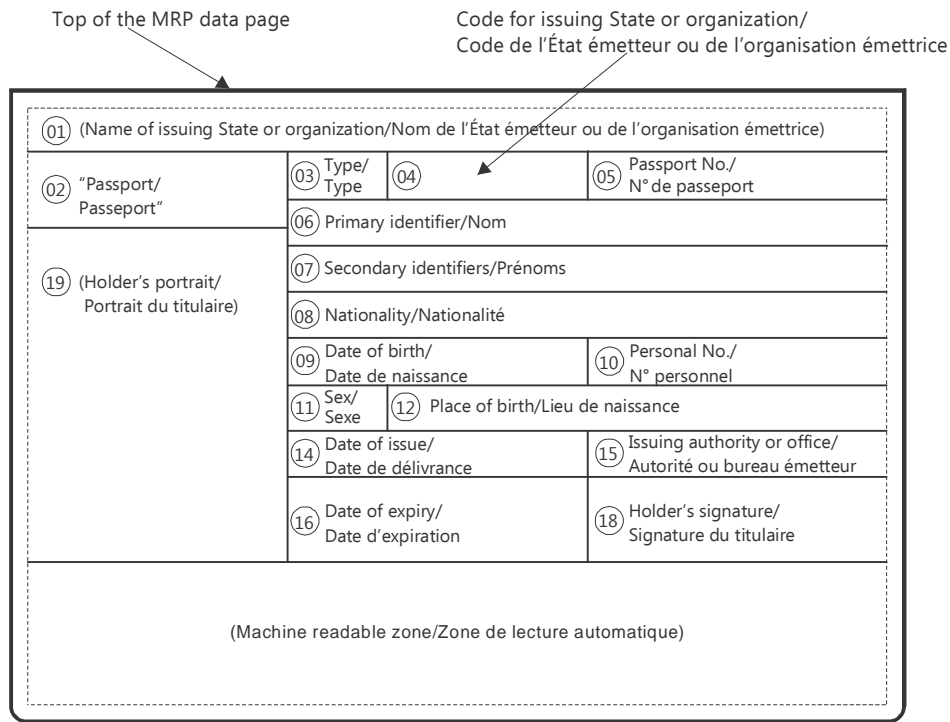 Top of the MRP data page
Code for issuing State or organization/
Code de l'État émetteur ou de l'organisation émettrice
01 (Name of issuing State or organization/Nom de l'État émetteur ou de l'organisation émettrice)
02 "Passport/
Passeport"
03 Type/
Type
04
05 Passport No./
N° de passeport
06 Primary identifier/Nom
07 Secondary identifiers/Prénoms
19 (Holder's portrait/
Portrait du titulaire)
08 Nationality/Nationalité
09 Date of birth/
Date de naissance
10 Personal No./
N° personnel
11 Sex/
Sexe
12 Place of birth/Lieu de naissance
14 Date of issue/
Date de délivrance
15 Issuing authority or office/
Autorité ou bureau émetteur
16 Date of expiry/
Date d'expiration
18 Holder's signature/
Signature du titulaire
(Machine readable zone/Zone de lecture automatique)